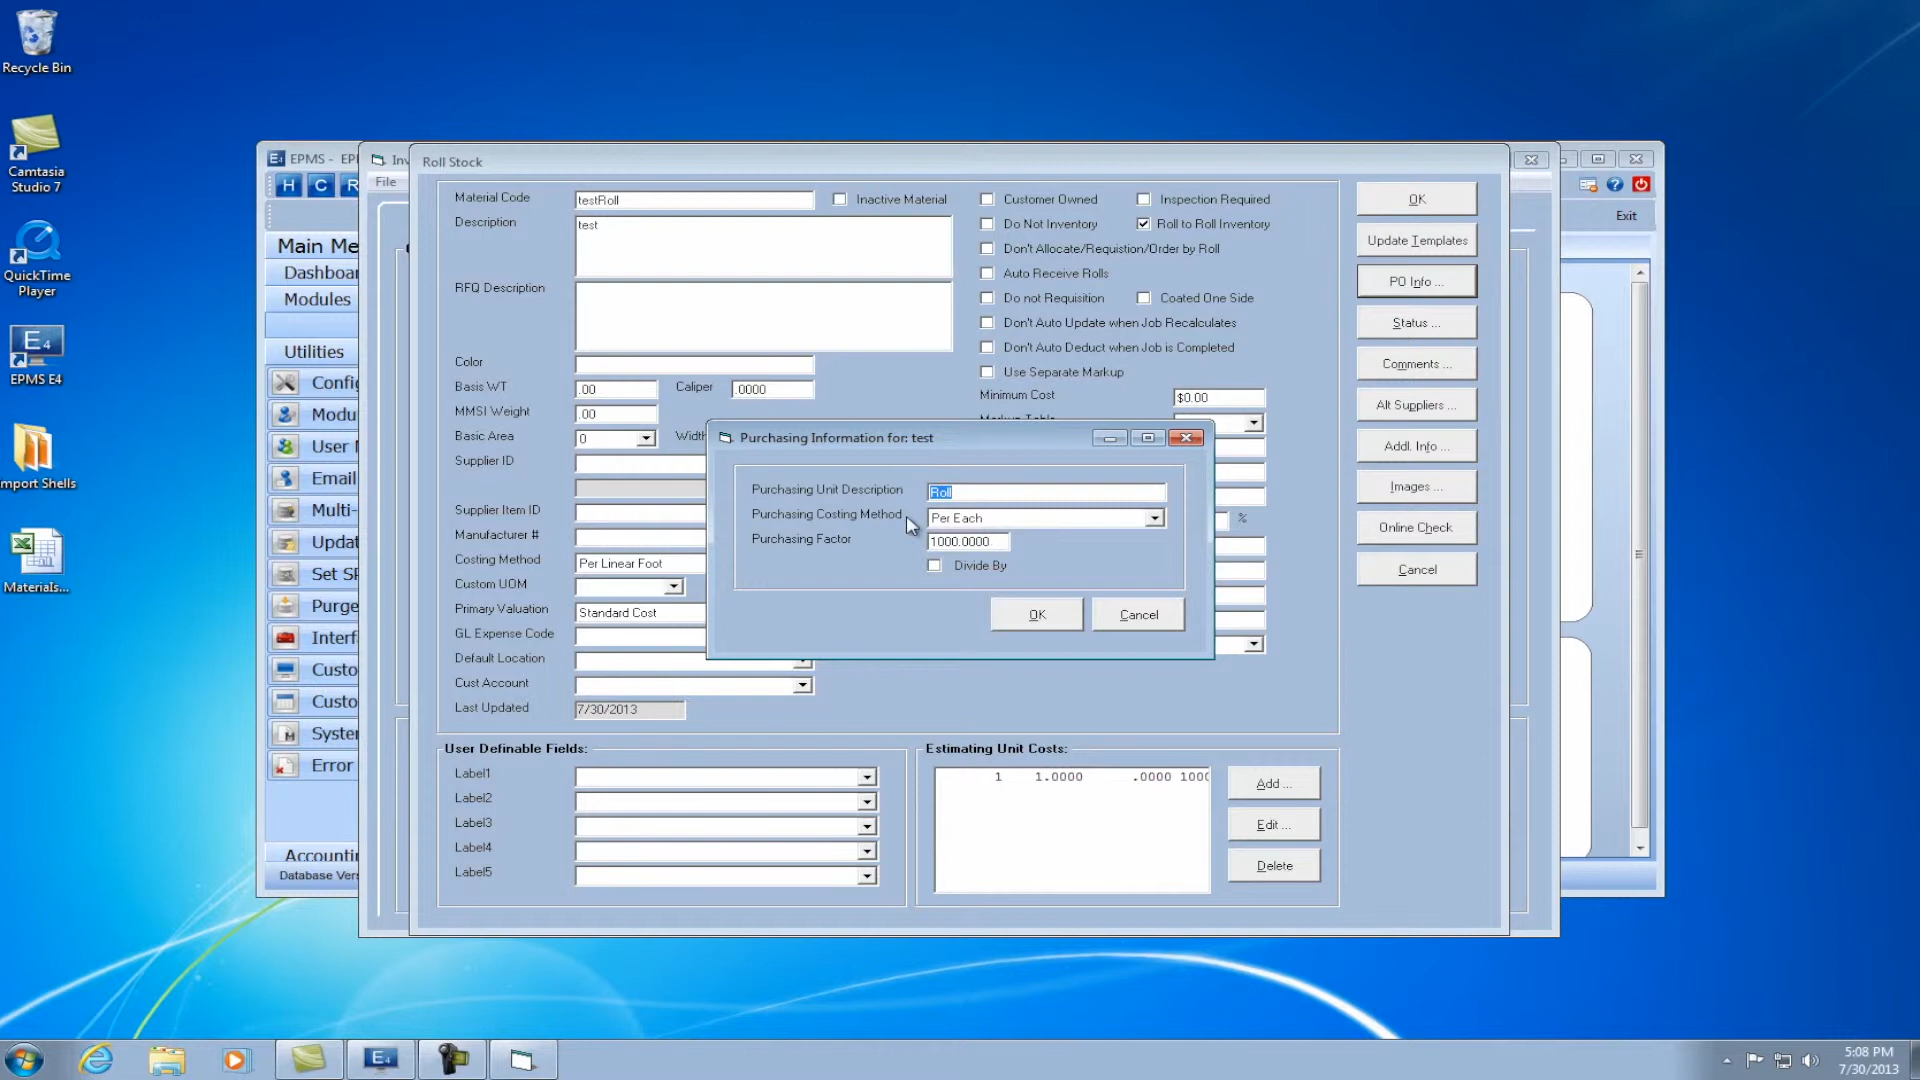 Recycle Bin
Camtasia
Studio 7
QuickTime
Player
E4
EPMS E4
Import Shells
Materials...
E4 EPMS -
File
H C R
Exit
Main Me
Dashboar
Modules
Utilities
Config
Modu
User
Email
Multi-
Updat
Set SP
Purge
Interf
Custo
Custo
System
Error
Accountin
Database Vers
Roll Stock
Material Code testRoll Inactive Material Customer Owned Inspection Required
Description test Do Not Inventory Roll to Roll Inventory
Don't Allocate/Requistion/Order by Roll
Auto Receive Rolls
RFQ Description Do not Requisition Coated One Side
Don't Auto Update when Job Recalculates
Don't Auto Deduct when Job is Completed
Color Use Separate Markup
Basis WT .00 Caliper .0000 Minimum Cost $0.00
MMSI Weight .00
Basic Area 0
Supplier ID
Supplier Item ID
%
Manufacturer #
Costing Method Per Linear Foot
Custom UOM
Primary Valuation Standard Cost
GL Expense Code
Default Location
Cust Account
Last Updated 7/30/2013
OK
Update Templates
PO Info ...
Status ...
Comments ...
Alt Suppliers ...
Addl. Info ...
Images ...
Online Check
Cancel
Purchasing Information for: test
Purchasing Unit Description Roll
Purchasing Costing Method Per Each
Purchasing Factor 1000.0000
Divide By
OK Cancel
User Definable Fields:
Label1
Label2
Label3
Label4
Label5
Estimating Unit Costs:
1 1.0000 .0000 1000
Add ...
Edit ...
Delete
E4
5:08 PM
7/30/2013